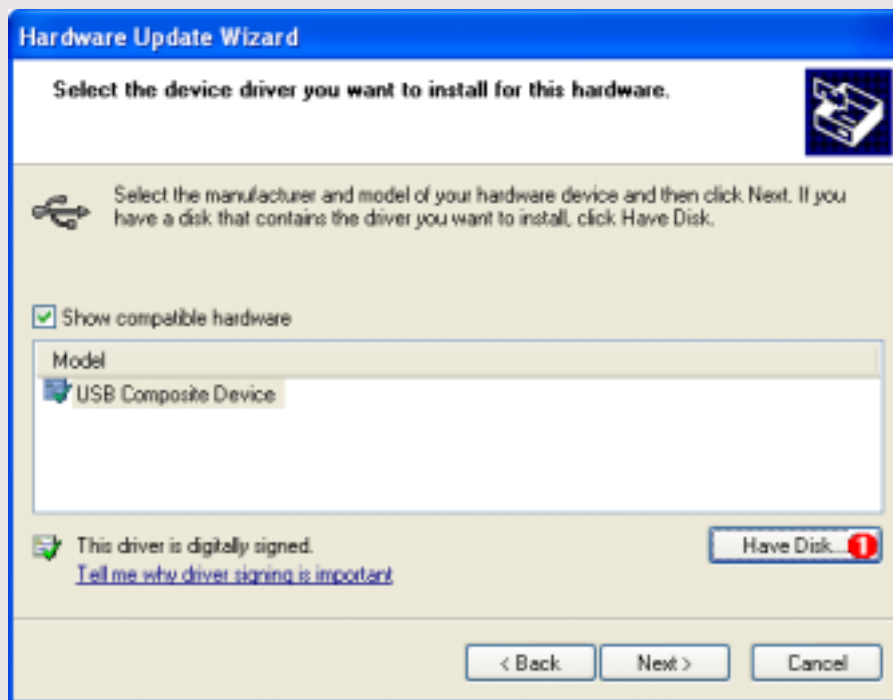 Hardware Update Wizard
Select the device driver you want to install for this hardware.
Select the manufacturer and model of your hardware device and then click Next. If you
have a disk that contains the driver you want to install, click Have Disk.
Show compatible hardware
Model
USB Composite Device
This driver is digitally signed.
Tell me why driver signing is important
Have Disk... 1
< Back
Next >
Cancel